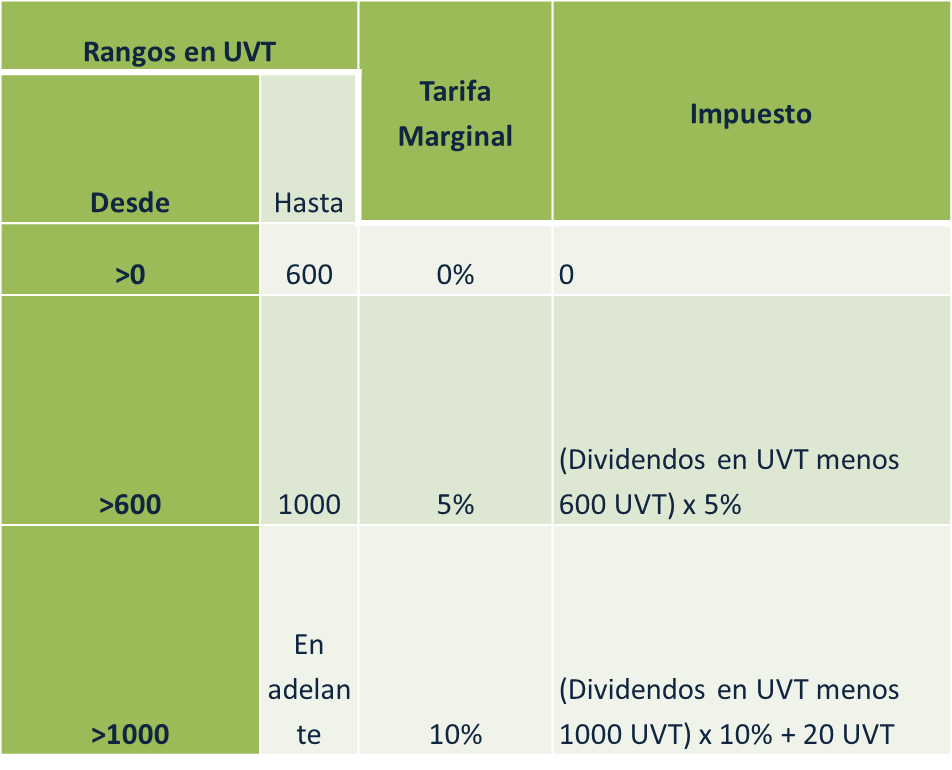 Rangos en UVT
Tarifa
Marginal
Impuesto
Desde
Hasta
>0
600
0%
0
>600
1000
5%
(Dividendos en UVT menos
600 UVT) x 5%
>1000
En
adelan
te
10%
(Dividendos en UVT menos
1000 UVT) x 10% + 20 UVT